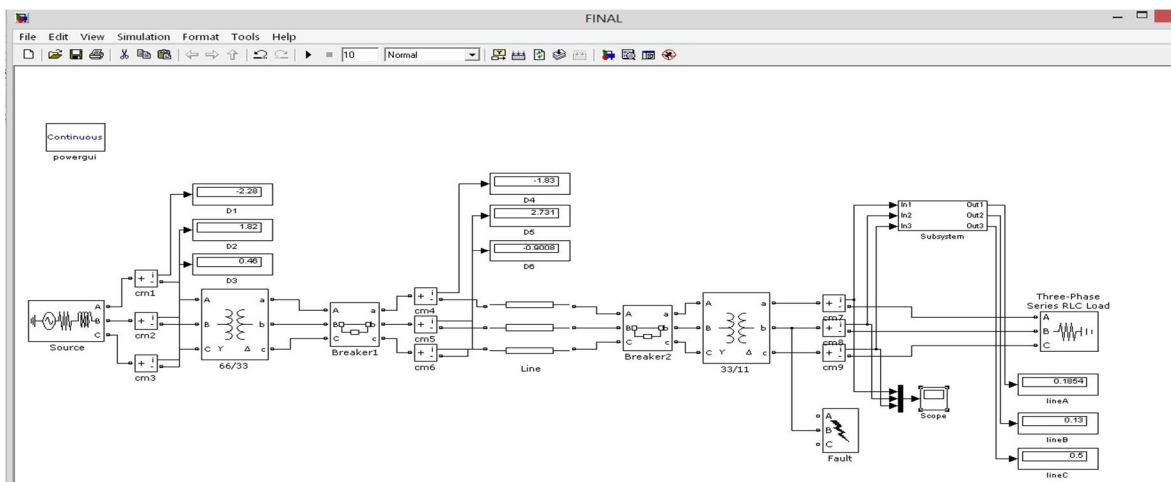 FINAL
File Edit View Simulation Format Tools Help
10 Normal
Continuous
powergui
-2.28
D1
1.82
D2
0.46
D3
-1.83
D4
2.731
D5
-0.9008
D6
In1 Out1
In2 Out2
In3 Out3
Subsystem
A
B
C
Source
+ i -
cm1
+ i -
cm2
+ i -
cm3
A a
B b
C c
Y Δ
66/33
A a
B b
C c
Breaker1
+ i -
cm4
+ i -
cm5
+ i -
cm6
Line
A a
B b
C c
Breaker2
A a
B b
C c
Y Δ
33/11
+ i -
cm7
+ i -
cm8
+ i -
cm9
Three-Phase
Series RLC Load
A
B
C
Scope
A
B
C
Fault
0.1854
lineA
0.13
lineB
0.5
lineC